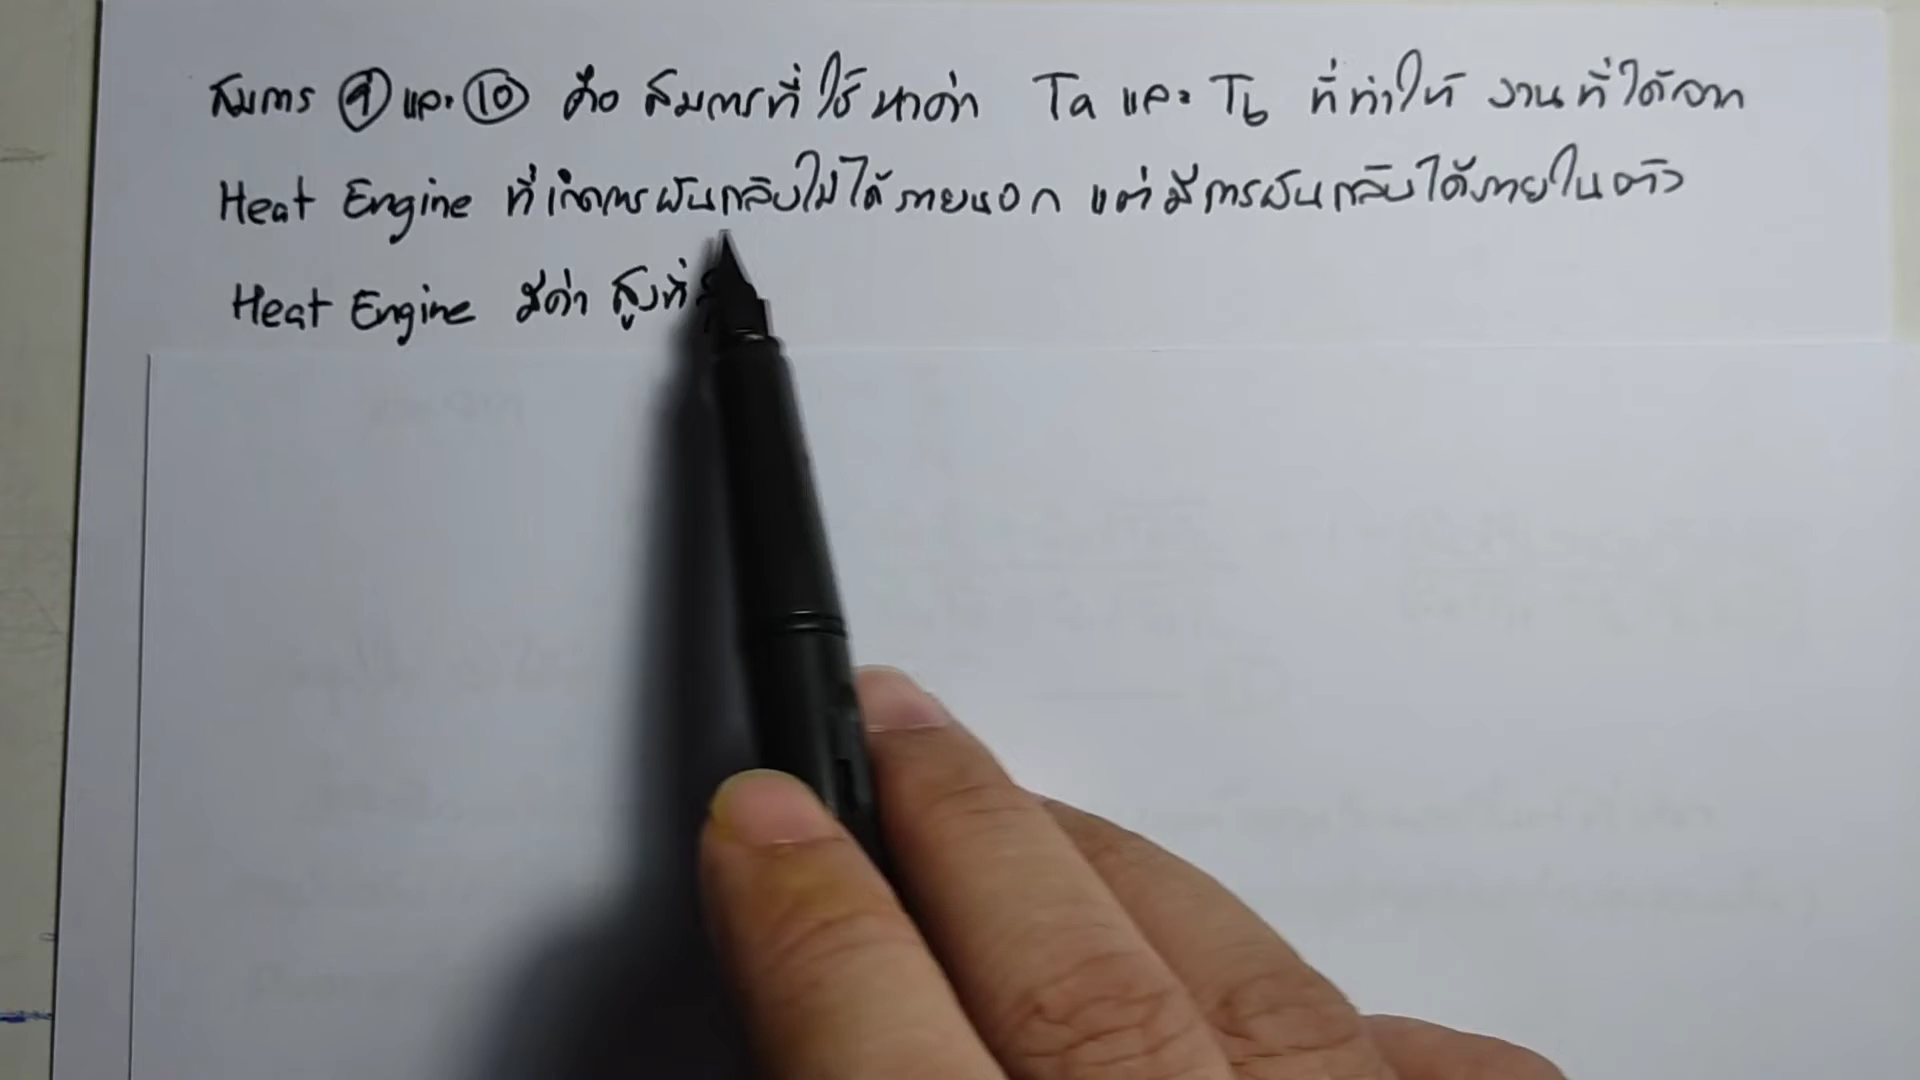 สมการ ⑨ และ ⑩ คือ สมการที่ใช้หาค่า Ta และ Tb ที่ทำให้ งานที่ได้จาก
Heat Engine ที่เกิดการผันกลับไม่ได้ภายนอก แต่มีการผันกลับได้ภายในตัว
Heat Engine มีค่า สูงที่